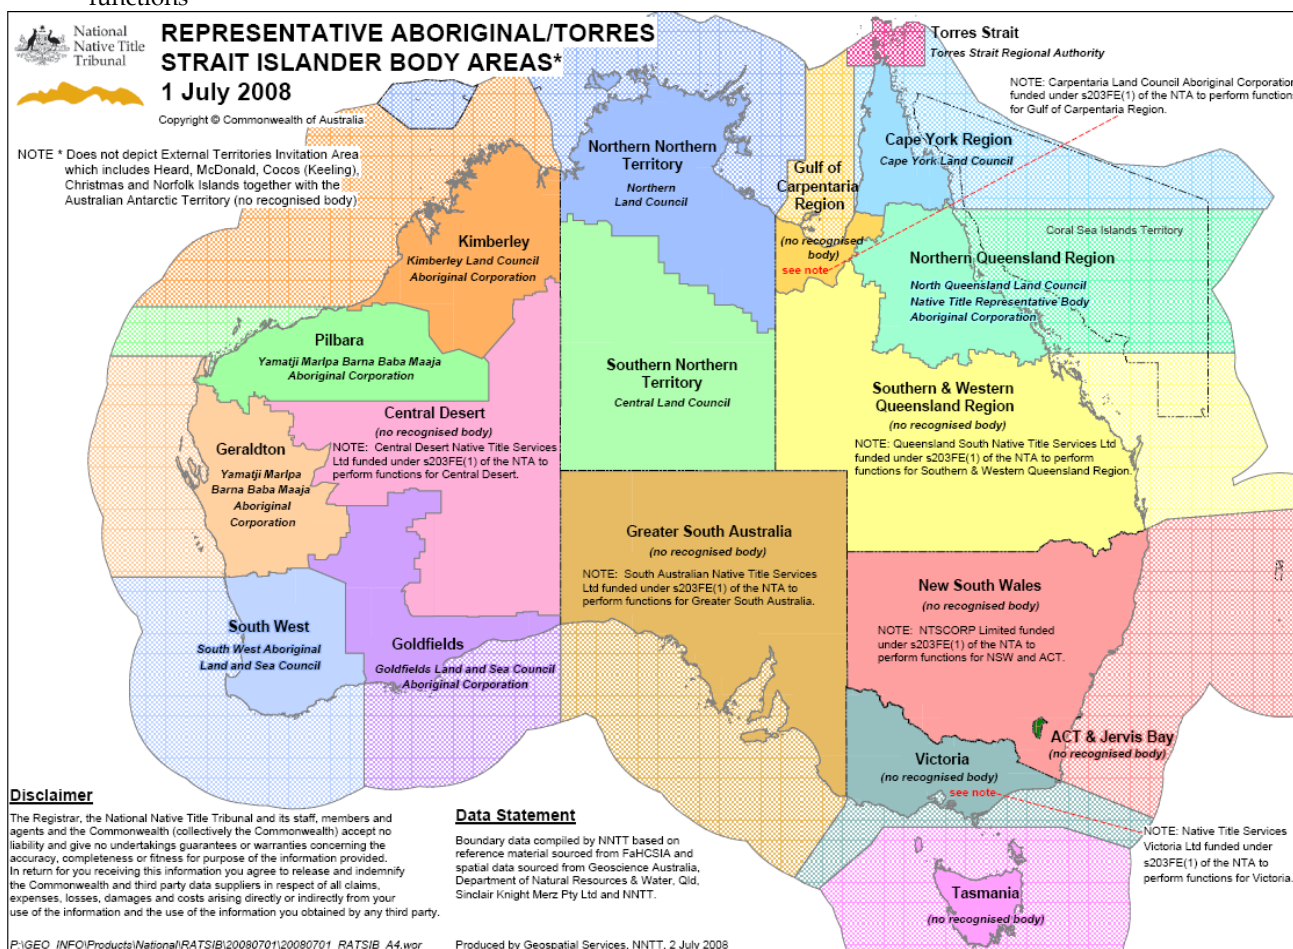 functions
National
Native Title
Tribunal
REPRESENTATIVE ABORIGINAL/TORRES
STRAIT ISLANDER BODY AREAS*
1 July 2008
Copyright © Commonwealth of Australia
NOTE * Does not depict External Territories Invitation Area
which includes Heard, McDonald, Cocos (Keeling),
Christmas and Norfolk Islands together with the
Australian Antarctic Territory (no recognised body)
Torres Strait
Torres Strait Regional Authority
NOTE: Carpentaria Land Council Aboriginal Corporation
funded under s203FE(1) of the NTA to perform functions
for Gulf of Carpentaria Region.
Northern Northern
Territory
Northern
Land Council
Gulf of
Carpentaria
Region
(no recognised
body)
see note
Cape York Region
Cape York Land Council
Coral Sea Islands Territory
Kimberley
Kimberley Land Council
Aboriginal Corporation
Northern Queensland Region
North Queensland Land Council
Native Title Representative Body
Aboriginal Corporation
Pilbara
Yamatji Marlpa Barna Baba Maaja
Aboriginal Corporation
Southern Northern
Territory
Central Land Council
Southern & Western
Queensland Region
(no recognised body)
NOTE: Queensland South Native Title Services Ltd
funded under s203FE(1) of the NTA to perform
functions for Southern & Western Queensland Region.
Central Desert
(no recognised body)
NOTE: Central Desert Native Title Services
Ltd funded under s203FE(1) of the NTA to
perform functions for Central Desert.
Geraldton
Yamatji Marlpa
Barna Baba Maaja
Aboriginal
Corporation
Greater South Australia
(no recognised body)
NOTE: South Australian Native Title Services
Ltd funded under s203FE(1) of the NTA to
perform functions for Greater South Australia.
New South Wales
(no recognised body)
NOTE: NTSCORP Limited funded
under s203FE(1) of the NTA to
perform functions for NSW and ACT.
South West
South West Aboriginal
Land and Sea Council
Goldfields
Goldfields Land and Sea Council
Aboriginal Corporation
ACT & Jervis Bay
(no recognised body)
Victoria
(no recognised body)
see note
NOTE: Native Title Services
Victoria Ltd funded under
s203FE(1) of the NTA to
perform functions for Victoria.
Tasmania
(no recognised body)
Disclaimer
The Registrar, the National Native Title Tribunal and its staff, members and
agents and the Commonwealth (collectively the Commonwealth) accept no
liability and give no undertakings guarantees or warranties concerning the
accuracy, completeness or fitness for purpose of the information provided.
In return for you receiving this information you agree to release and indemnify
the Commonwealth and third party data suppliers in respect of all claims,
expenses, losses, damages and costs arising directly or indirectly from your
use of the information and the use of the information you obtained by any third party.
P:\GEO_INFO\Products\National\RATSIB\20080701\20080701_RATSIB_A4.wor
Data Statement
Boundary data compiled by NNTT based on
reference material sourced from FaHCSIA and
spatial data sourced from Geoscience Australia,
Department of Natural Resources & Water, Qld,
Sinclair Knight Merz Pty Ltd and NNTT.
Produced by Geospatial Services, NNTT, 2 July 2008